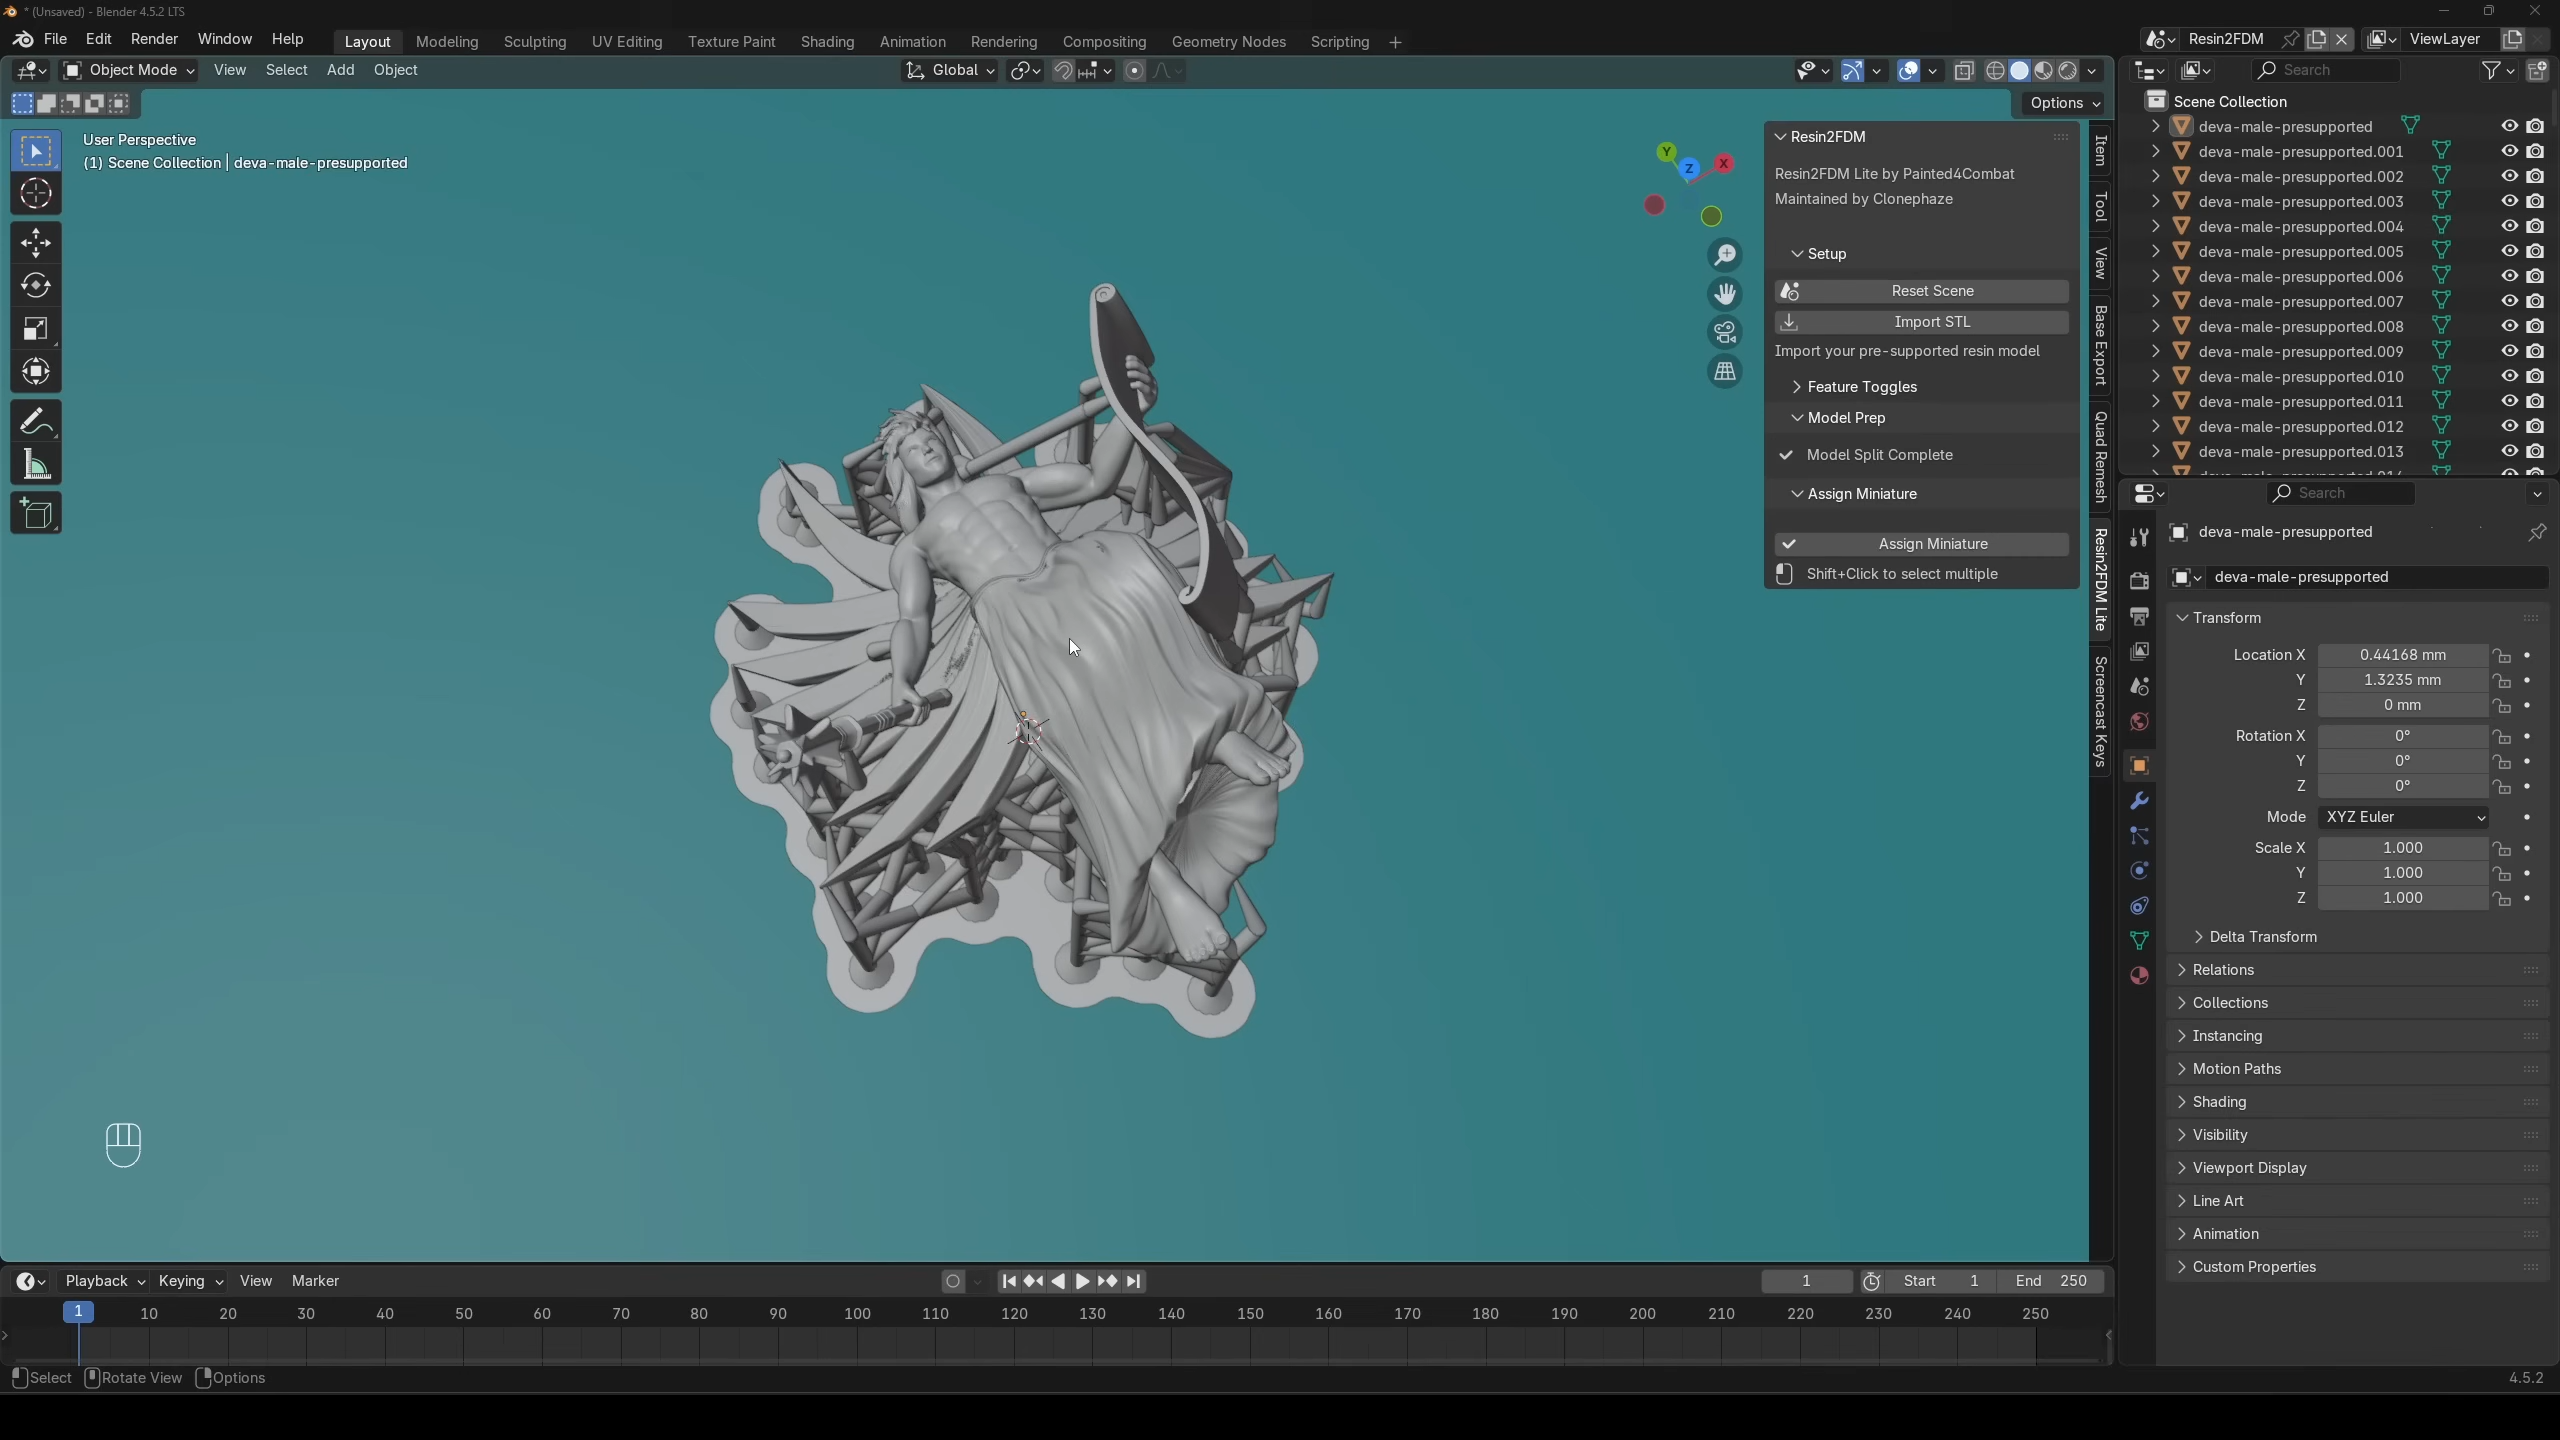 * (Unsaved) - Blender 4.5.2 LTS
File Edit Render Window Help
Layout Modeling Sculpting UV Editing Texture Paint Shading Animation Rendering Compositing Geometry Nodes Scripting
Resin2FDM
ViewLayer
Object Mode View Select Add Object
Global
Search
Options
User Perspective
(1) Scene Collection | deva-male-presupported
Y
X
Z
Resin2FDM
Resin2FDM Lite by Painted4Combat
Maintained by Clonephaze
Setup
Reset Scene
Import STL
Import your pre-supported resin model
Feature Toggles
Model Prep
Model Split Complete
Assign Miniature
Assign Miniature
Shift+Click to select multiple
Item
Tool
View
Base Export
Quad Remesh
Resin2FDM Lite
Screencast Keys
Scene Collection
deva-male-presupported
deva-male-presupported.001
deva-male-presupported.002
deva-male-presupported.003
deva-male-presupported.004
deva-male-presupported.005
deva-male-presupported.006
deva-male-presupported.007
deva-male-presupported.008
deva-male-presupported.009
deva-male-presupported.010
deva-male-presupported.011
deva-male-presupported.012
deva-male-presupported.013
Search
deva-male-presupported
deva-male-presupported
Transform
Location X 0.44168 mm
Y 1.3235 mm
Z 0 mm
Rotation X 0°
Y 0°
Z 0°
Mode XYZ Euler
Scale X 1.000
Y 1.000
Z 1.000
Delta Transform
Relations
Collections
Instancing
Motion Paths
Shading
Visibility
Viewport Display
Line Art
Animation
Custom Properties
Playback Keying View Marker
1
Start 1
End 250
1 10 20 30 40 50 60 70 80 90 100 110 120 130 140 150 160 170 180 190 200 210 220 230 240 250
Select Rotate View Options
4.5.2